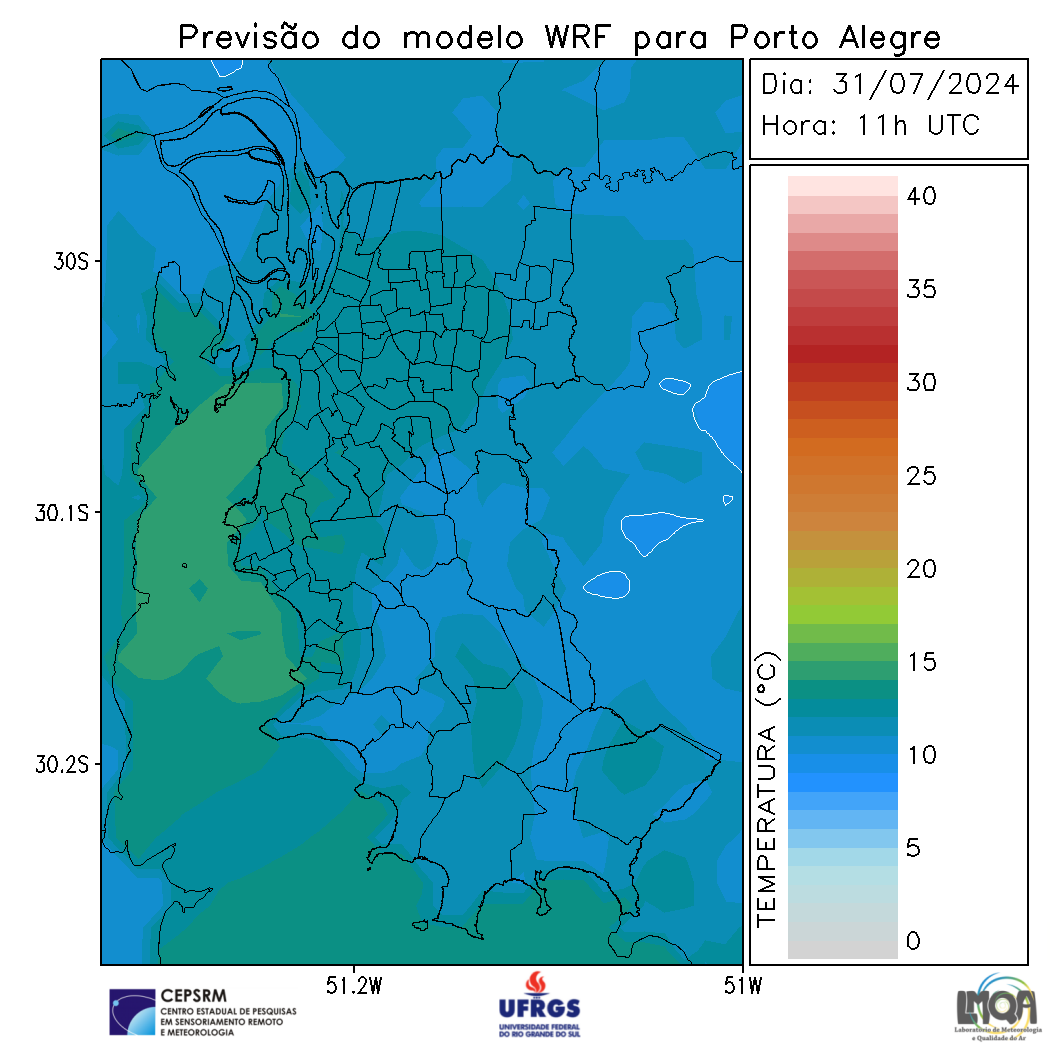 Previsão do modelo WRF para Porto Alegre
Dia: 31/07/2024
Hora: 11h UTC
40
35
30
25
20
15
10
5
0
TEMPERATURA (°C)
30S
30.1S
30.2S
51.2W
51W
CEPSRM
CENTRO ESTADUAL DE PESQUISAS
EM SENSORIAMENTO REMOTO
E METEOROLOGIA
UFRGS
UNIVERSIDADE FEDERAL
DO RIO GRANDE DO SUL
LMQA
Laboratório de Meteorologia
e Qualidade do Ar